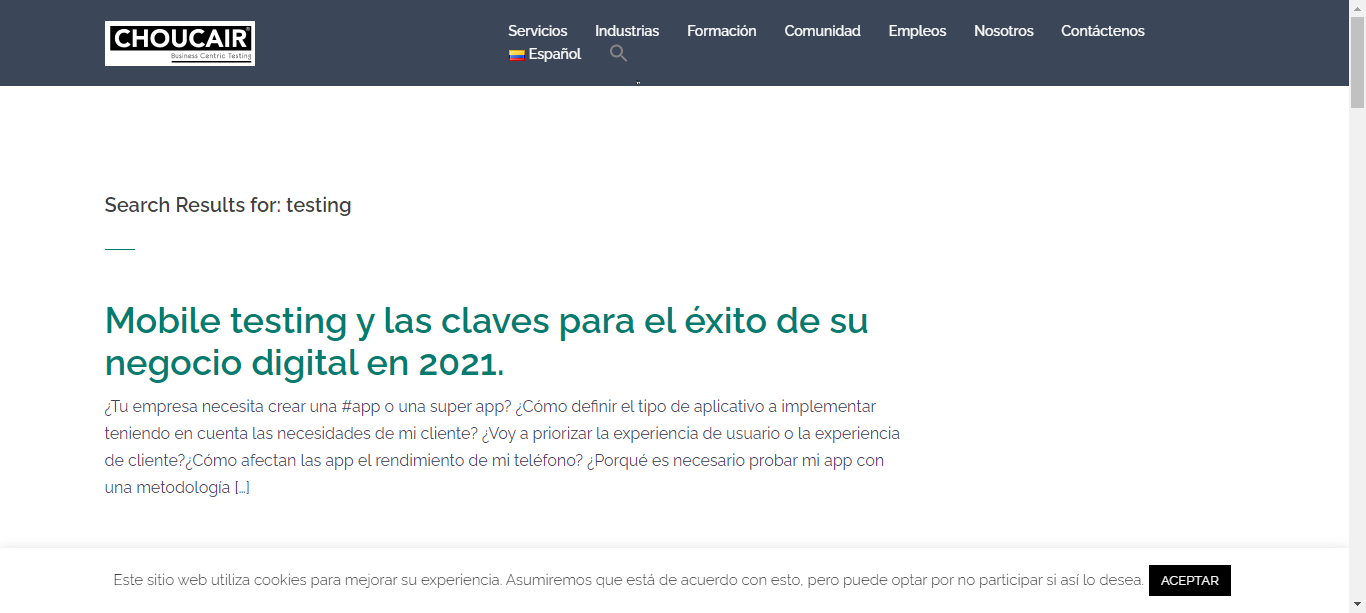 CHOUCAIR
Business Centric Testing
Servicios Industrias Formación Comunidad Empleos Nosotros Contáctenos
Español
Search Results for: testing
Mobile testing y las claves para el éxito de su
negocio digital en 2021.
¿Tu empresa necesita crear una #app o una super app? ¿Cómo definir el tipo de aplicativo a implementar
teniendo en cuenta las necesidades de mi cliente? ¿Voy a priorizar la experiencia de usuario o la experiencia
de cliente?¿Cómo afectan las app el rendimiento de mi teléfono? ¿Porqué es necesario probar mi app con
una metodología [...]
Este sitio web utiliza cookies para mejorar su experiencia. Asumiremos que está de acuerdo con esto, pero puede optar por no participar si así lo desea. ACEPTAR